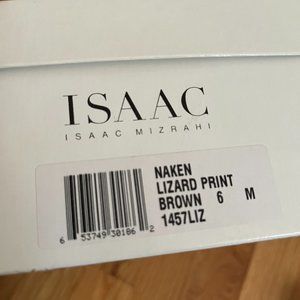 ISAAC
ISAAC MIZRAHI
NAKEN
LIZARD PRINT
BROWN 6 M
1457LIZ
6 53749 30186 2